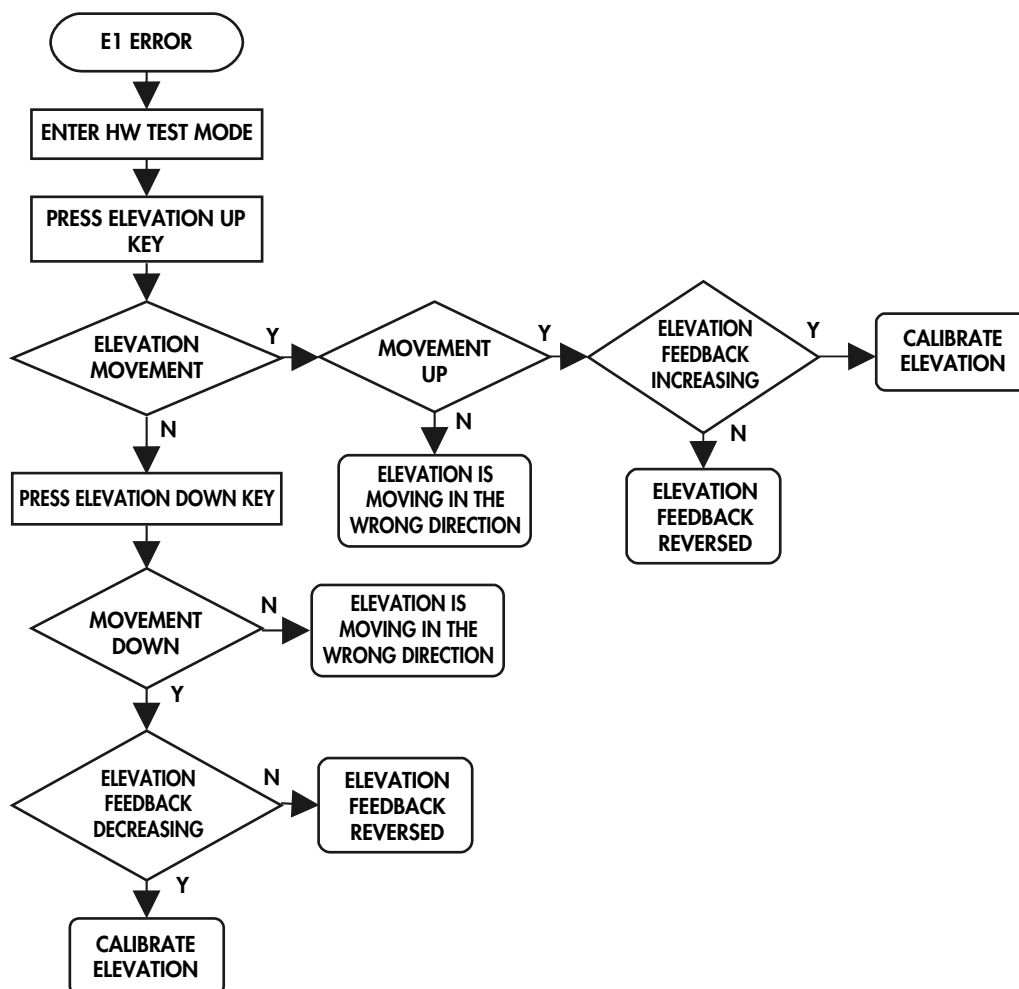 E1 ERROR
ENTER HW TEST MODE
PRESS ELEVATION UP
KEY
ELEVATION
MOVEMENT
Y
MOVEMENT
UP
Y
ELEVATION
FEEDBACK
INCREASING
Y
CALIBRATE
ELEVATION
N
N
N
PRESS ELEVATION DOWN KEY
ELEVATION IS
MOVING IN THE
WRONG DIRECTION
ELEVATION
FEEDBACK
REVERSED
MOVEMENT
DOWN
N
ELEVATION IS
MOVING IN THE
WRONG DIRECTION
Y
ELEVATION
FEEDBACK
DECREASING
N
ELEVATION
FEEDBACK
REVERSED
Y
CALIBRATE
ELEVATION